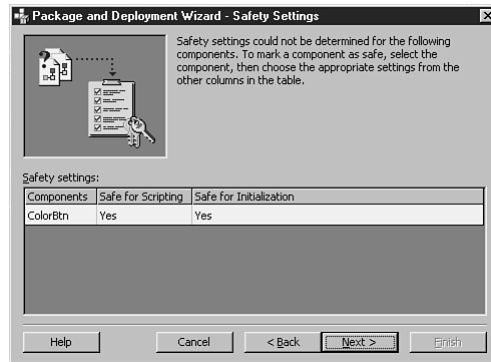 Package and Deployment Wizard - Safety Settings
Safety settings could not be determined for the following
components. To mark a component as safe, select the
component, then choose the appropriate settings from the
other columns in the table.
Safety settings:
Components Safe for Scripting Safe for Initialization
ColorBtn Yes Yes
Help Cancel < Back Next > Finish